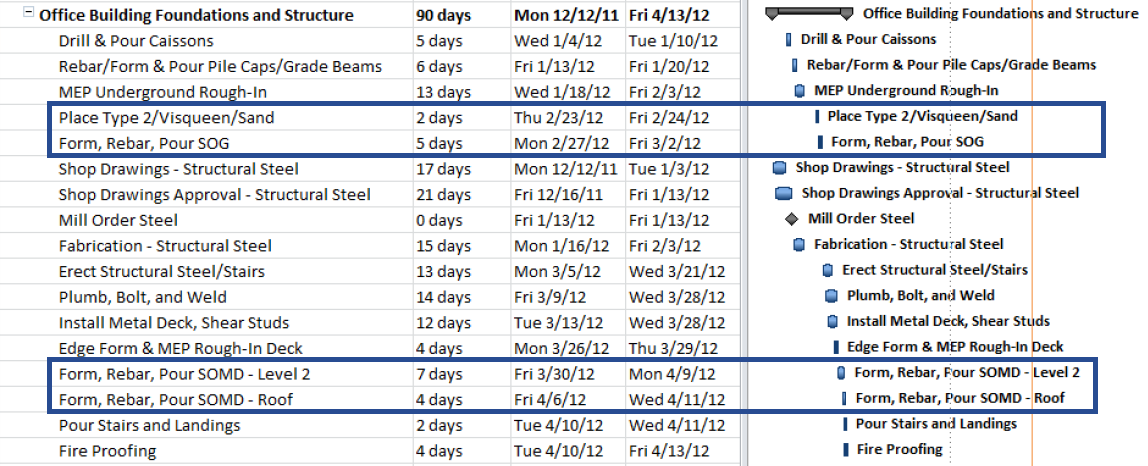 Office Building Foundations and Structure 90 days Mon 12/12/11 Fri 4/13/12 Office Building Foundations and Structure
Drill & Pour Caissons 5 days Wed 1/4/12 Tue 1/10/12 Drill & Pour Caissons
Rebar/Form & Pour Pile Caps/Grade Beams 6 days Fri 1/13/12 Fri 1/20/12 Rebar/Form & Pour Pile Caps/Grade Beams
MEP Underground Rough-In 13 days Wed 1/18/12 Fri 2/3/12 MEP Underground Rough-In
Place Type 2/Visqueen/Sand 2 days Thu 2/23/12 Fri 2/24/12 Place Type 2/Visqueen/Sand
Form, Rebar, Pour SOG 5 days Mon 2/27/12 Fri 3/2/12 Form, Rebar, Pour SOG
Shop Drawings - Structural Steel 17 days Mon 12/12/11 Tue 1/3/12 Shop Drawings - Structural Steel
Shop Drawings Approval - Structural Steel 21 days Fri 12/16/11 Fri 1/13/12 Shop Drawings Approval - Structural Steel
Mill Order Steel 0 days Fri 1/13/12 Fri 1/13/12 Mill Order Steel
Fabrication - Structural Steel 15 days Mon 1/16/12 Fri 2/3/12 Fabrication - Structural Steel
Erect Structural Steel/Stairs 13 days Mon 3/5/12 Wed 3/21/12 Erect Structural Steel/Stairs
Plumb, Bolt, and Weld 14 days Fri 3/9/12 Wed 3/28/12 Plumb, Bolt, and Weld
Install Metal Deck, Shear Studs 12 days Tue 3/13/12 Wed 3/28/12 Install Metal Deck, Shear Studs
Edge Form & MEP Rough-In Deck 4 days Mon 3/26/12 Thu 3/29/12 Edge Form & MEP Rough-In Deck
Form, Rebar, Pour SOMD - Level 2 7 days Fri 3/30/12 Mon 4/9/12 Form, Rebar, Pour SOMD - Level 2
Form, Rebar, Pour SOMD - Roof 4 days Fri 4/6/12 Wed 4/11/12 Form, Rebar, Pour SOMD - Roof
Pour Stairs and Landings 2 days Tue 4/10/12 Wed 4/11/12 Pour Stairs and Landings
Fire Proofing 4 days Tue 4/10/12 Fri 4/13/12 Fire Proofing